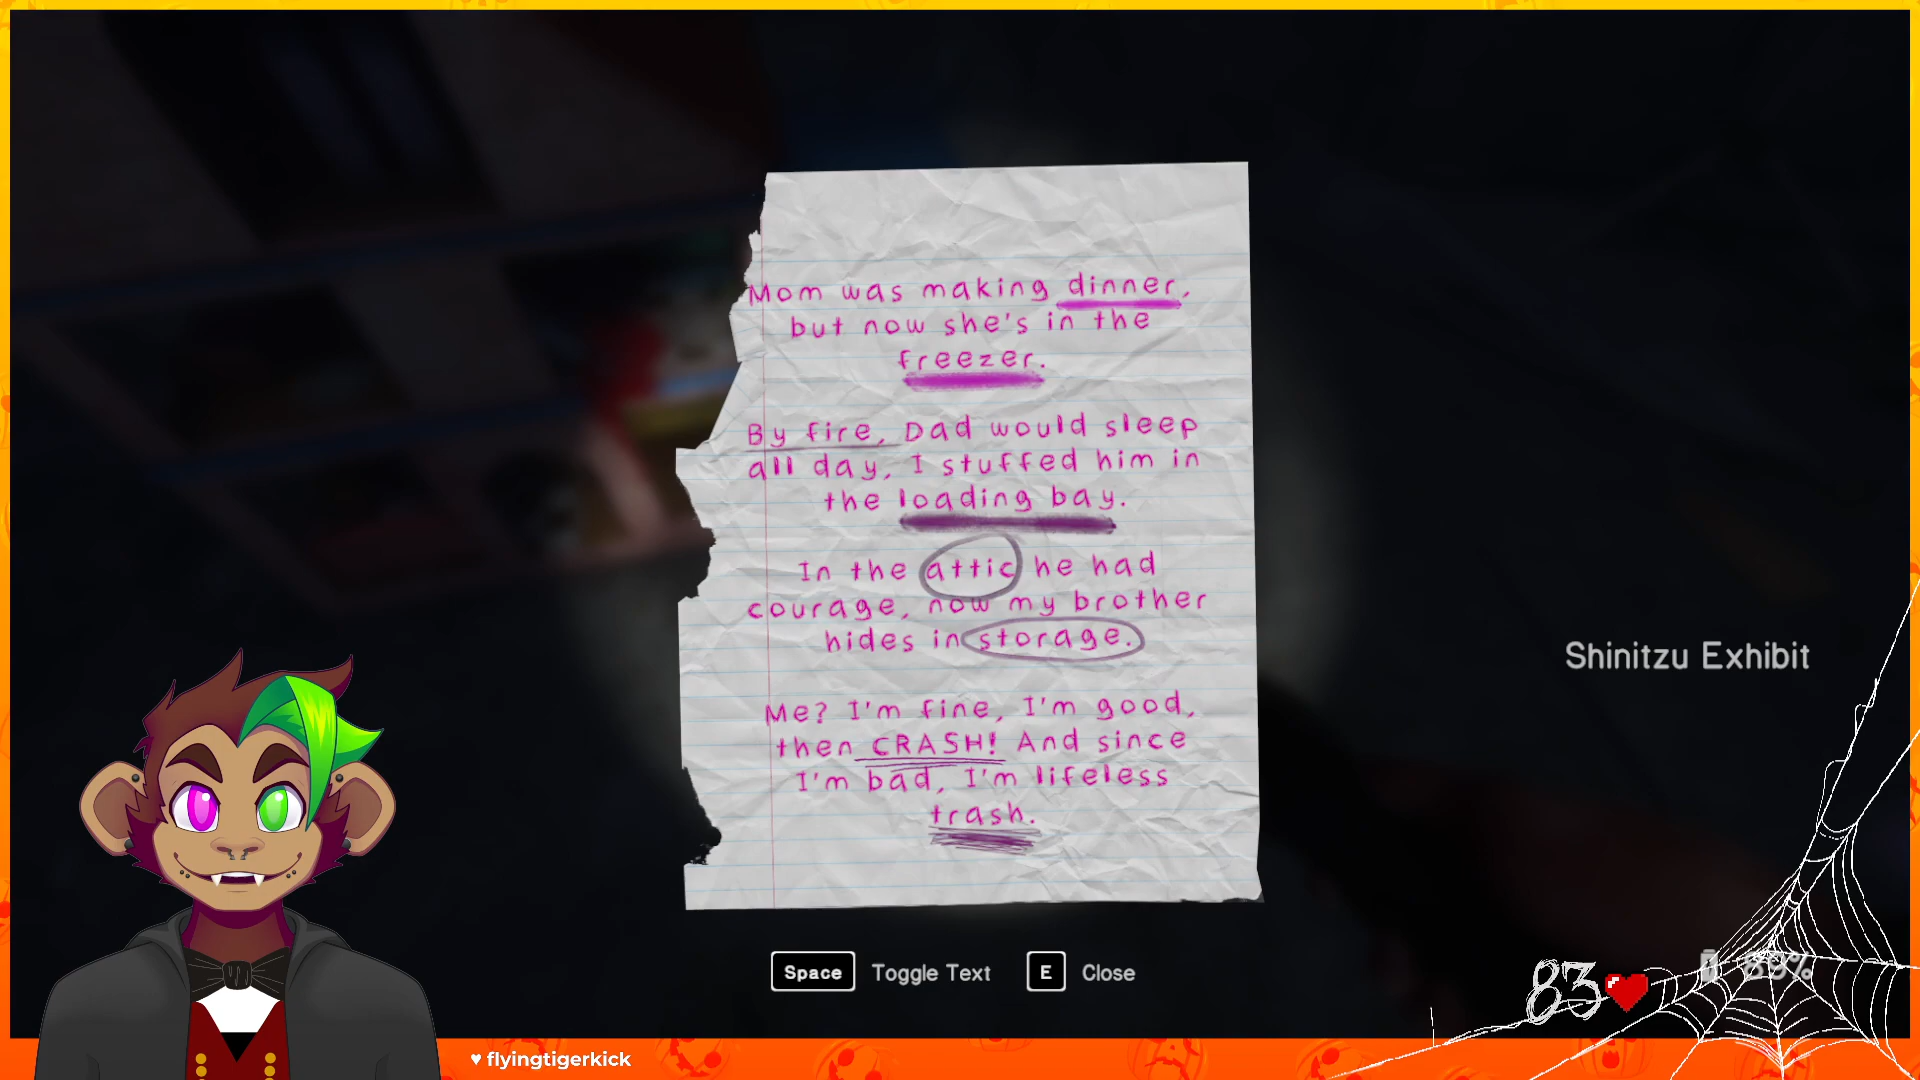 Mom was making dinner,
but now she's in the
freezer.
By fire, Dad would sleep
all day, I stuffed him in
the loading bay.
In the attic he had
courage, now my brother
hides in storage.
Me? I'm fine, I'm good,
then CRASH! And since
I'm bad, I'm lifeless
trash.
Shinitzu Exhibit
Space Toggle Text E Close
83
89%
♥ flyingtigerkick